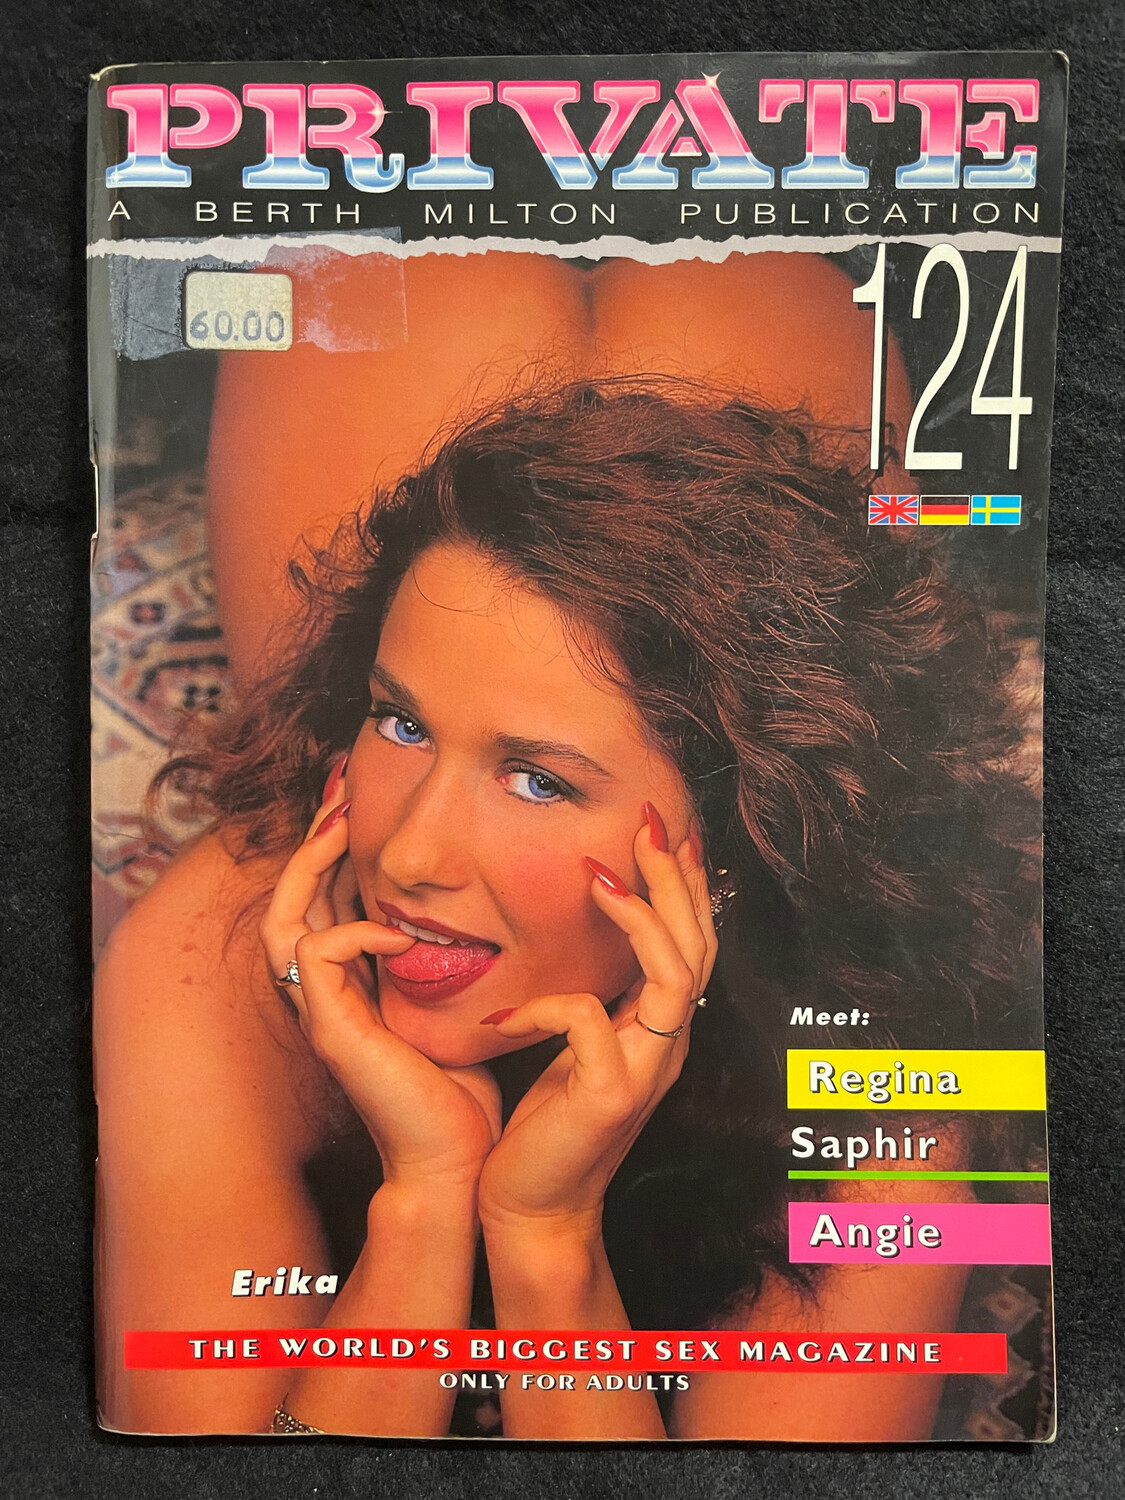 PRIVATE
A BERTH MILTON PUBLICATION
60.00
124
Meet:
Regina
Saphir
Angie
Erika
THE WORLD'S BIGGEST SEX MAGAZINE
ONLY FOR ADULTS